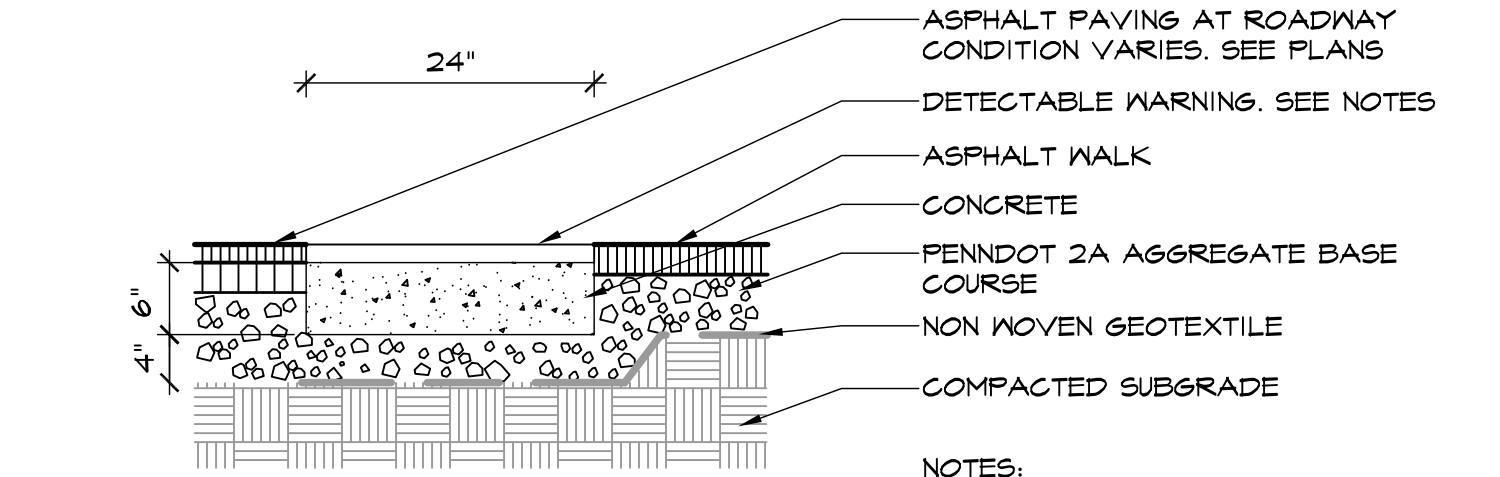 24"
ASPHALT PAVING AT ROADWAY
CONDITION VARIES. SEE PLANS
DETECTABLE WARNING. SEE NOTES
ASPHALT WALK
CONCRETE
PENNDOT 2A AGGREGATE BASE
COURSE
6"
NON WOVEN GEOTEXTILE
4"
COMPACTED SUBGRADE
NOTES: